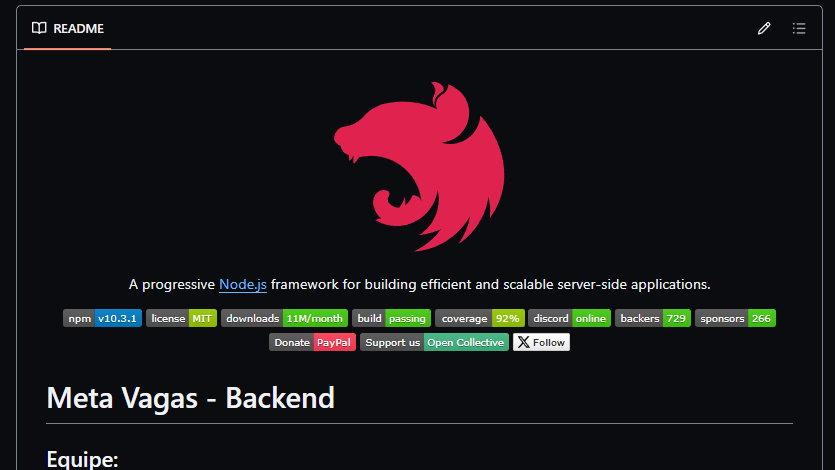 README
A progressive Node.js framework for building efficient and scalable server-side applications.
npm v10.3.1 license MIT downloads 11M/month build passing coverage 92% discord online backers 729 sponsors 266
Donate PayPal Support us Open Collective X Follow
Meta Vagas - Backend
Equipe: